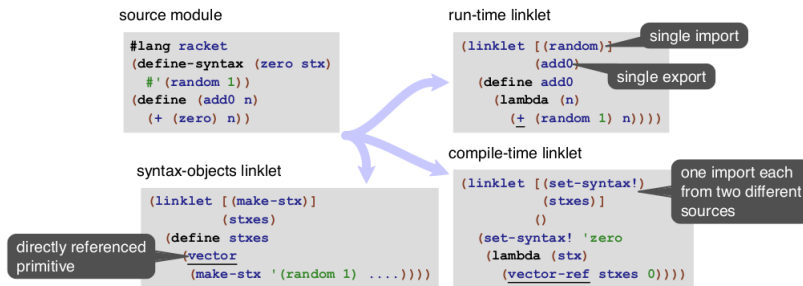 source module
#lang racket
(define-syntax (zero stx)
#'(random 1))
(define (add0 n)
(+ (zero) n))
run-time linklet
(linklet [(random)]
(add0)
(define add0
(lambda (n)
(+ (random 1) n))))
single import
single export
syntax-objects linklet
(linklet [(make-stx)]
(stxes)
(define stxes
(vector
(make-stx '(random 1) ....))))
directly referenced
primitive
compile-time linklet
(linklet [(set-syntax!)
(stxes)]
()
(set-syntax! 'zero
(lambda (stx)
(vector-ref stxes 0))))
one import each
from two different
sources